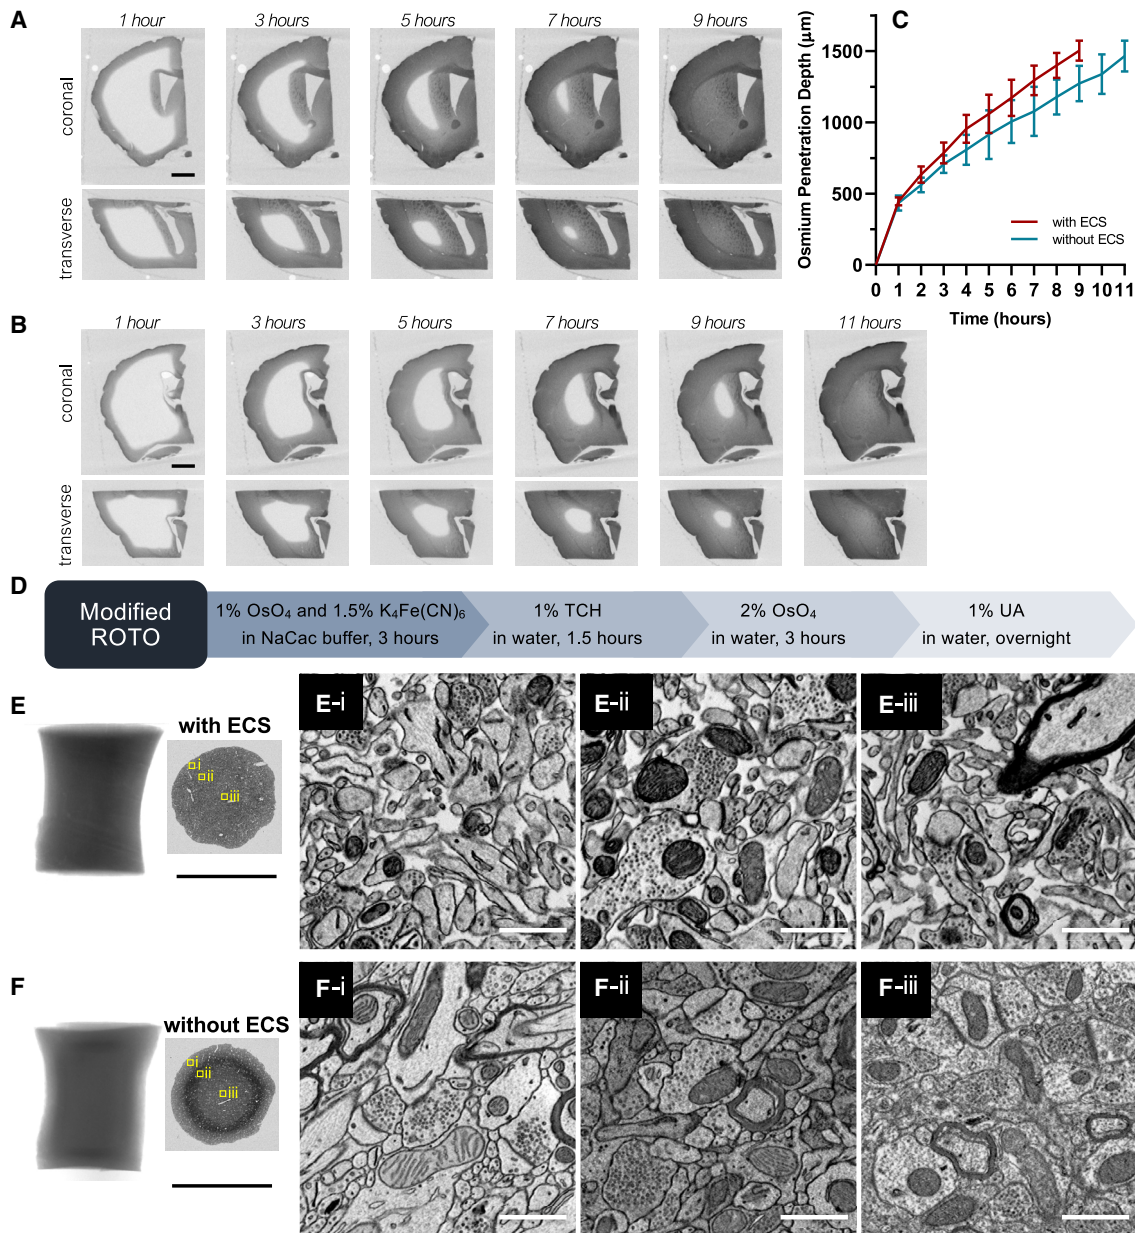 A
1 hour
3 hours
5 hours
7 hours
9 hours
coronal
transverse
C
Osmium Penetration Depth (µm)
1500
1000
500
0
with ECS
without ECS
0 1 2 3 4 5 6 7 8 9 10 11
Time (hours)
B
1 hour
3 hours
5 hours
7 hours
9 hours
11 hours
coronal
transverse
D
Modified
ROTO
1% OsO₄ and 1.5% K₄Fe(CN)₆
in NaCac buffer, 3 hours
1% TCH
in water, 1.5 hours
2% OsO₄
in water, 3 hours
1% UA
in water, overnight
E
with ECS
i
ii
iii
E-i
E-ii
E-iii
F
without ECS
i
ii
iii
F-i
F-ii
F-iii